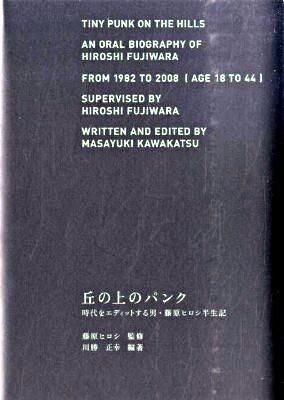 TINY PUNK ON THE HILLS
AN ORAL BIOGRAPHY OF
HIROSHI FUJIWARA
FROM 1982 TO 2008 ( AGE 18 TO 44 )
SUPERVISED BY
HIROSHI FUJIWARA
WRITTEN AND EDITED BY
MASAYUKI KAWAKATSU
丘の上のパンク
時代をエディットする男・藤原ヒロシ半生記
藤原ヒロシ 監修
川勝 正幸 編著